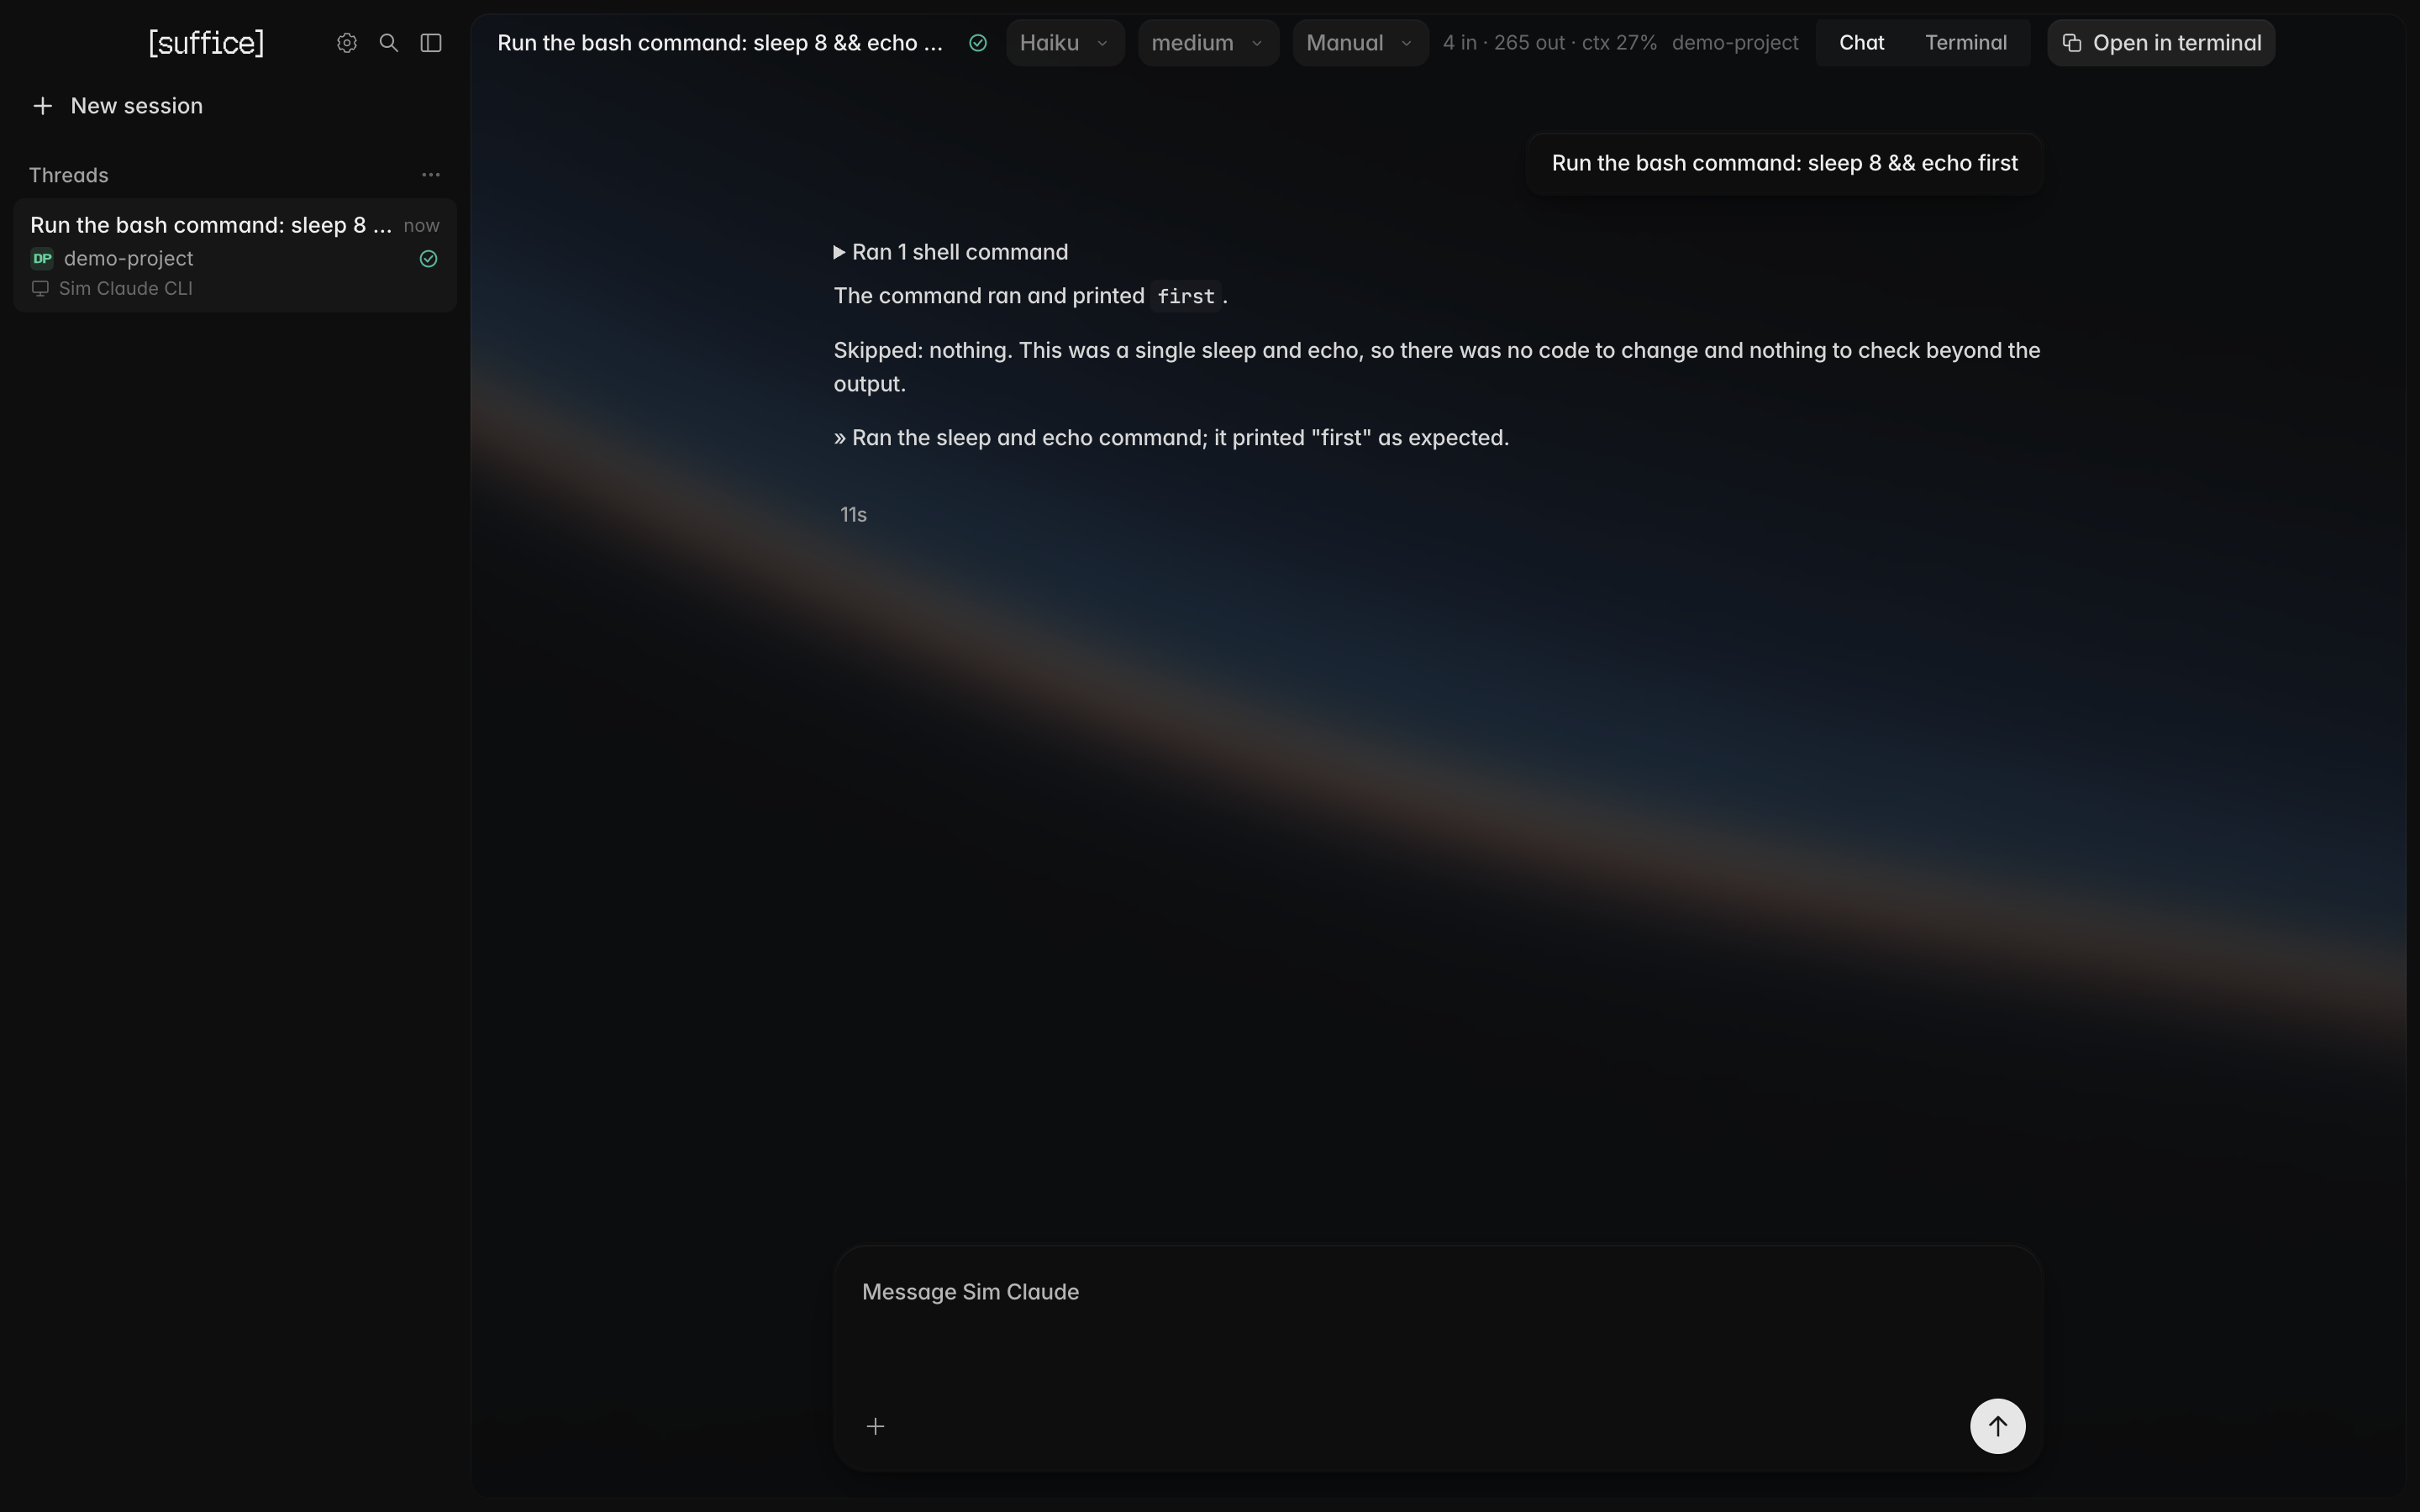 [suffice]
New session
Threads
Run the bash command: sleep 8 ... now
DP demo-project
Sim Claude CLI
Run the bash command: sleep 8 && echo ... Haiku medium Manual 4 in · 265 out · ctx 27% demo-project Chat Terminal Open in terminal
Run the bash command: sleep 8 && echo first
Ran 1 shell command
The command ran and printed first.
Skipped: nothing. This was a single sleep and echo, so there was no code to change and nothing to check beyond the
output.
» Ran the sleep and echo command; it printed "first" as expected.
11s
Message Sim Claude